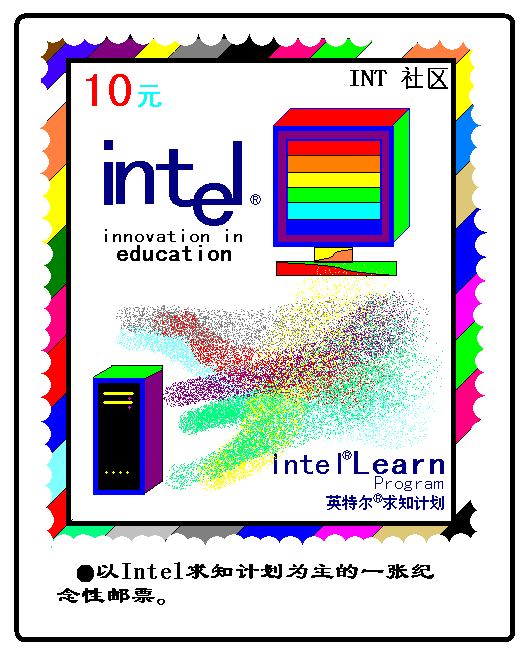 10元
INT 社区
intel®
innovation in
education
intel®Learn
Program
英特尔®求知计划
●以Intel求知计划为主的一张纪
念性邮票。